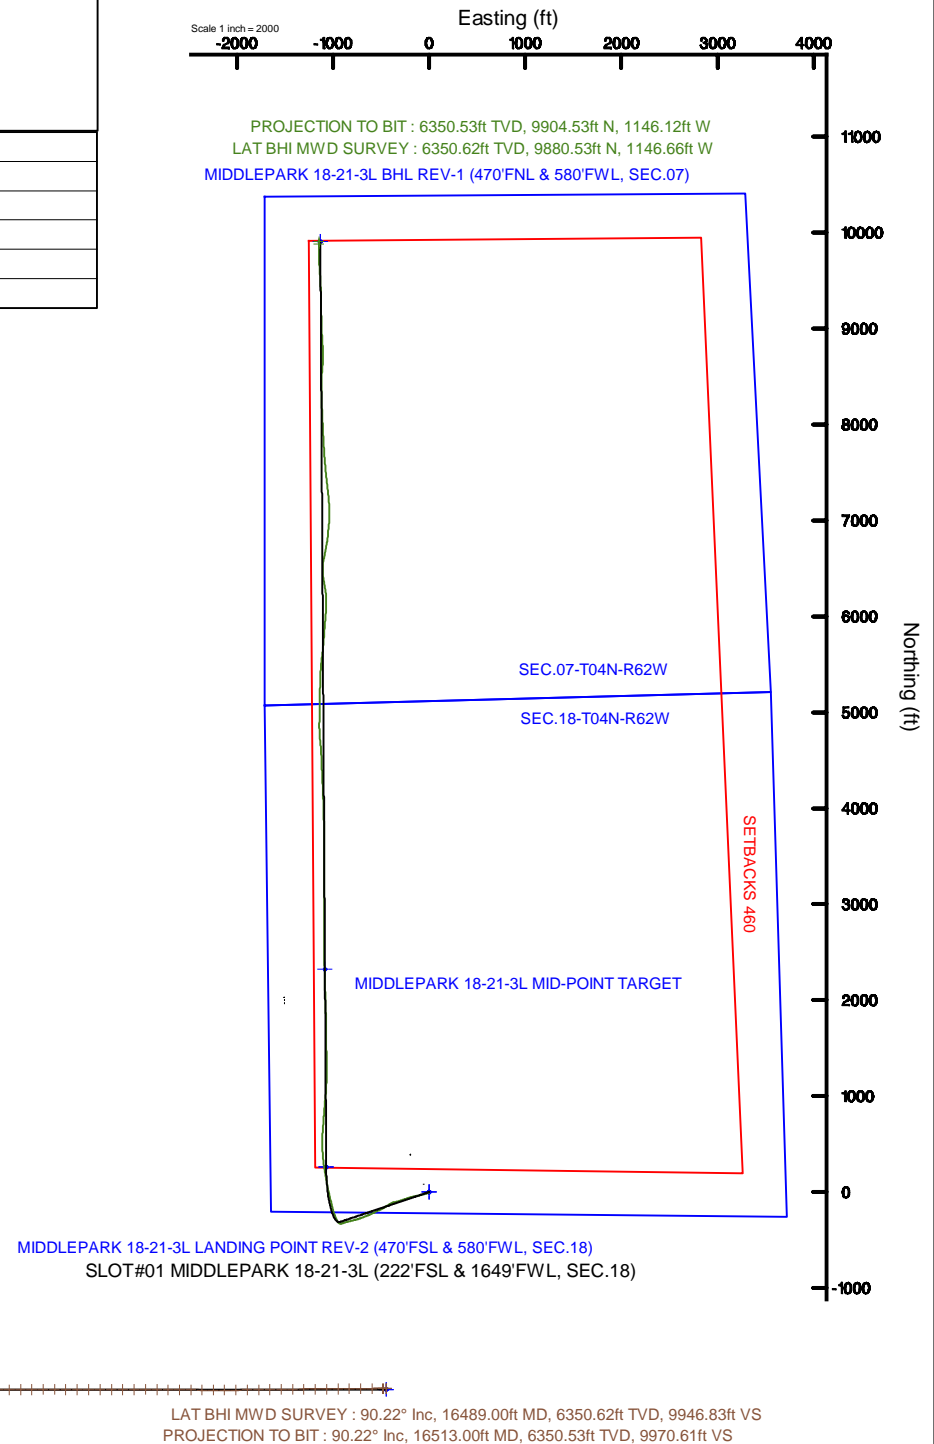 Easting (ft)
Scale 1 inch = 2000
-2000 -1000 0 1000 2000 3000 4000
PROJECTION TO BIT : 6350.53ft TVD, 9904.53ft N, 1146.12ft W
LAT BHI MWD SURVEY : 6350.62ft TVD, 9880.53ft N, 1146.66ft W
MIDDLEPARK 18-21-3L BHL REV-1 (470'FNL & 580'FWL, SEC.07)
11000
10000
9000
8000
7000
6000
Northing (ft)
SEC.07-T04N-R62W
5000
SEC.18-T04N-R62W
4000
SETBACKS 460
3000
MIDDLEPARK 18-21-3L MID-POINT TARGET
2000
1000
0
MIDDLEPARK 18-21-3L LANDING POINT REV-2 (470'FSL & 580'FWL, SEC.18)
SLOT#01 MIDDLEPARK 18-21-3L (222'FSL & 1649'FWL, SEC.18)
-1000
LAT BHI MWD SURVEY : 90.22° Inc, 16489.00ft MD, 6350.62ft TVD, 9946.83ft VS
PROJECTION TO BIT : 90.22° Inc, 16513.00ft MD, 6350.53ft TVD, 9970.61ft VS